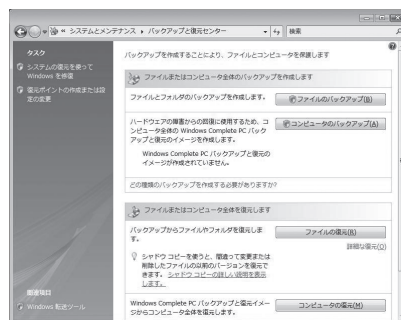 « システムとメンテナンス ▸ バックアップと復元センター
検索
タスク
システムの復元を使って
Windows を修復
復元ポイントの作成または設
定の変更
関連項目
Windows 転送ツール
バックアップを作成することにより、ファイルとコンピュータを保護します
ファイルまたはコンピュータ全体のバックアップを作成します
ファイルとフォルダのバックアップを作成します。
ファイルのバックアップ(B)
ハードウェアの障害からの回復に使用するため、コ
ンピュータ全体の Windows Complete PC バック
アップと復元のイメージを作成します。
コンピュータのバックアップ(A)
Windows Complete PC バックアップと復元の
イメージが作成されていません。
どの種類のバックアップを作成する必要がありますか?
ファイルまたはコンピュータ全体を復元します
バックアップからファイルやフォルダを復元しま
す。
ファイルの復元(R)
詳細な復元(O)
シャドウ コピーを使うと、間違って変更または
削除したファイルの以前のバージョンを復元で
きます。 シャドウ コピーの詳しい説明を表示
します。
Windows Complete PC バックアップと復元イメー
ジからコンピュータ全体を復元します。
コンピュータの復元(M)